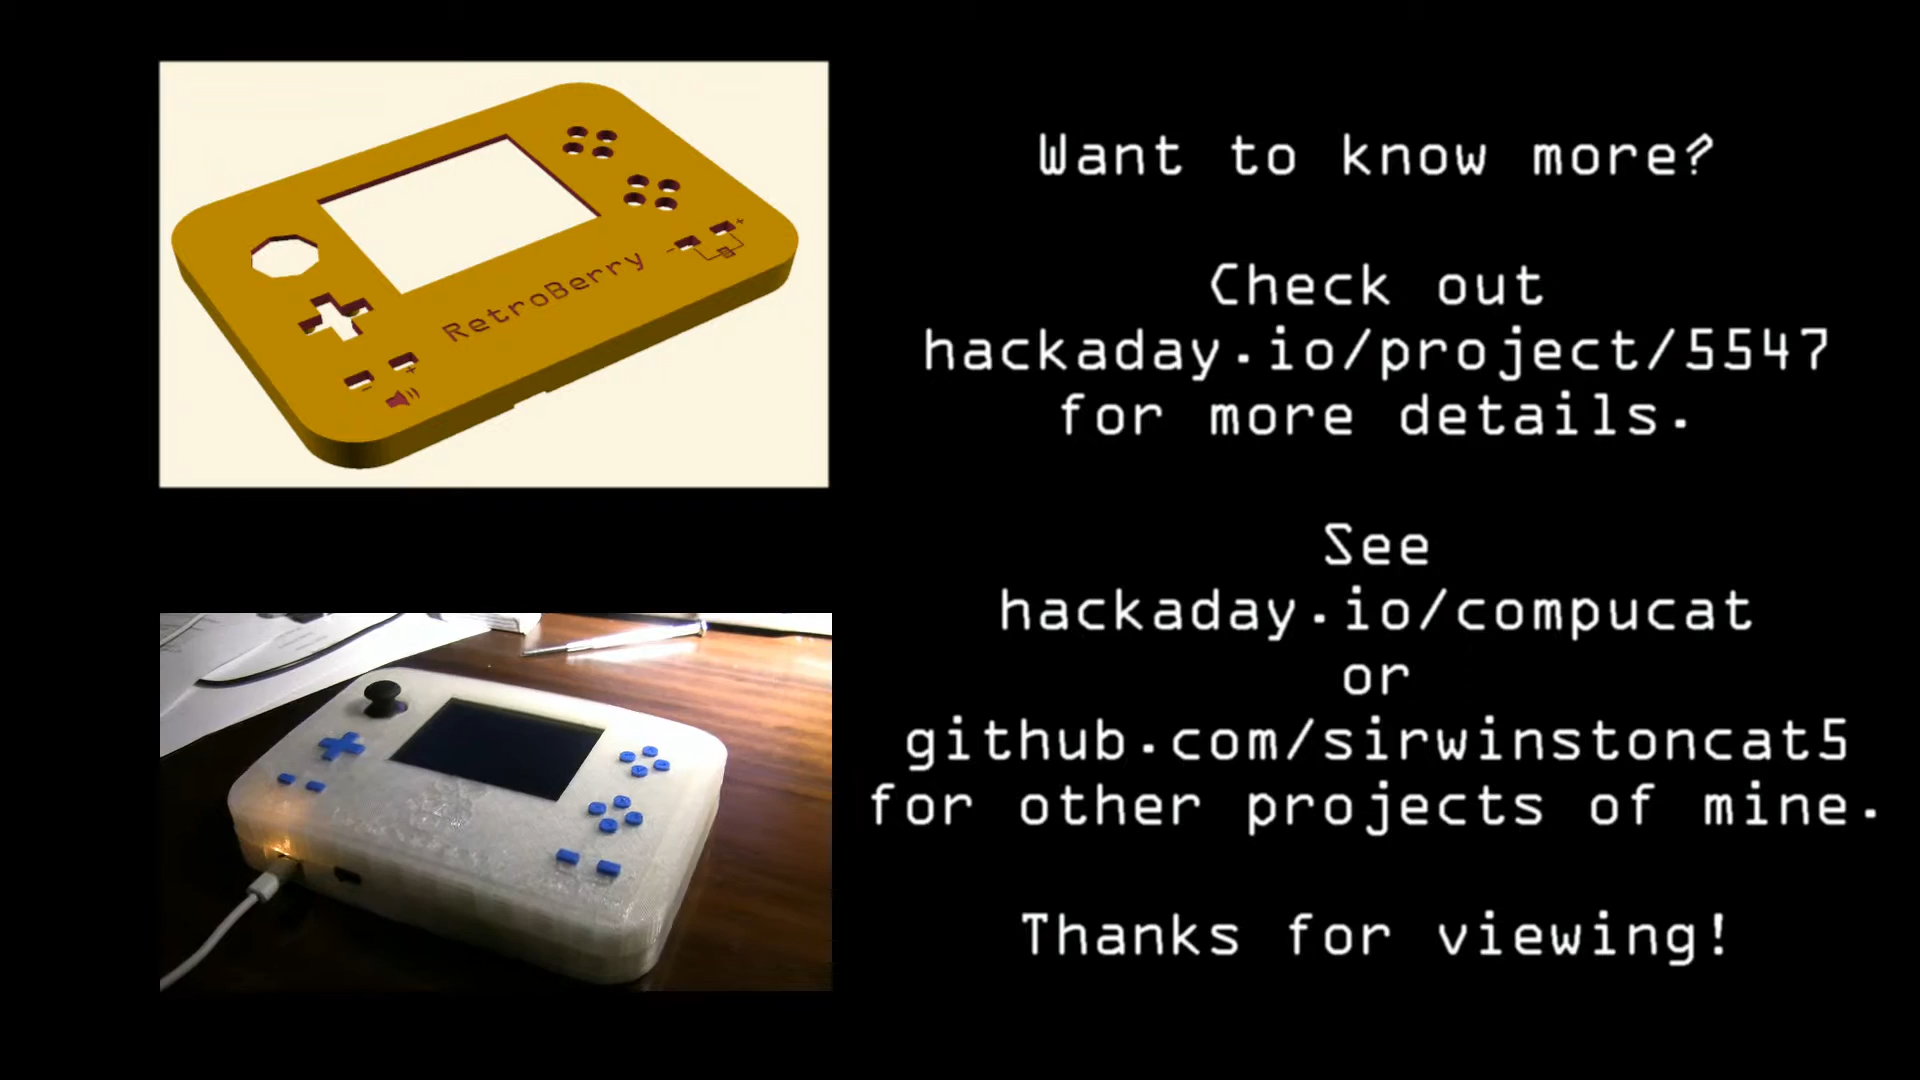 RetroBerry
Want to know more?
Check out
hackaday.io/project/5547
for more details.
See
hackaday.io/compucat
or
github.com/sirwinstoncat5
for other projects of mine.
Thanks for viewing!